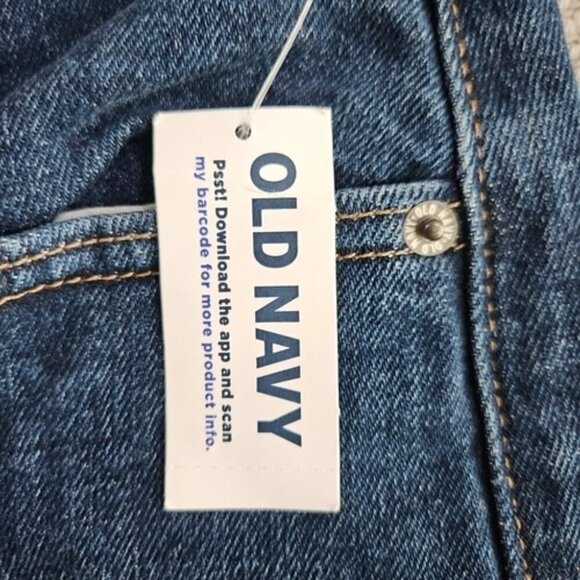 OLD NAVY
Psst! Download the app and scan
my barcode for more product info.